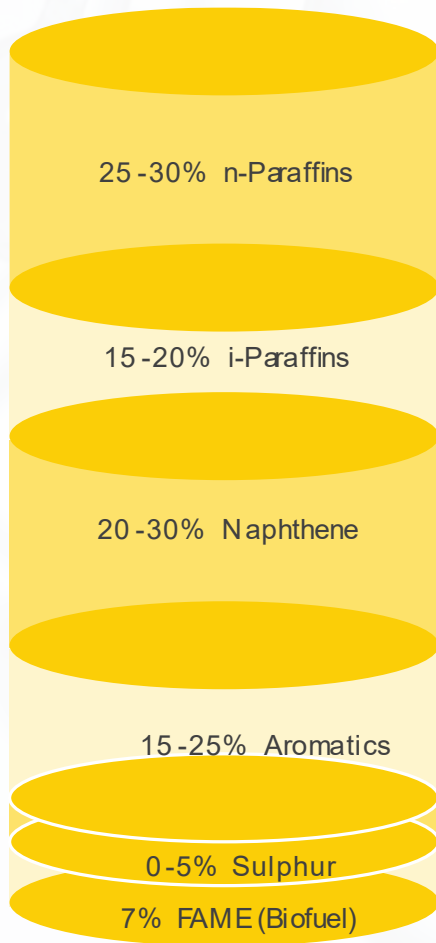 25-30% n-Paraffins
15-20% i-Paraffins
20-30% Naphthene
15-25% Aromatics
0-5% Sulphur
7% FAME (Biofuel)